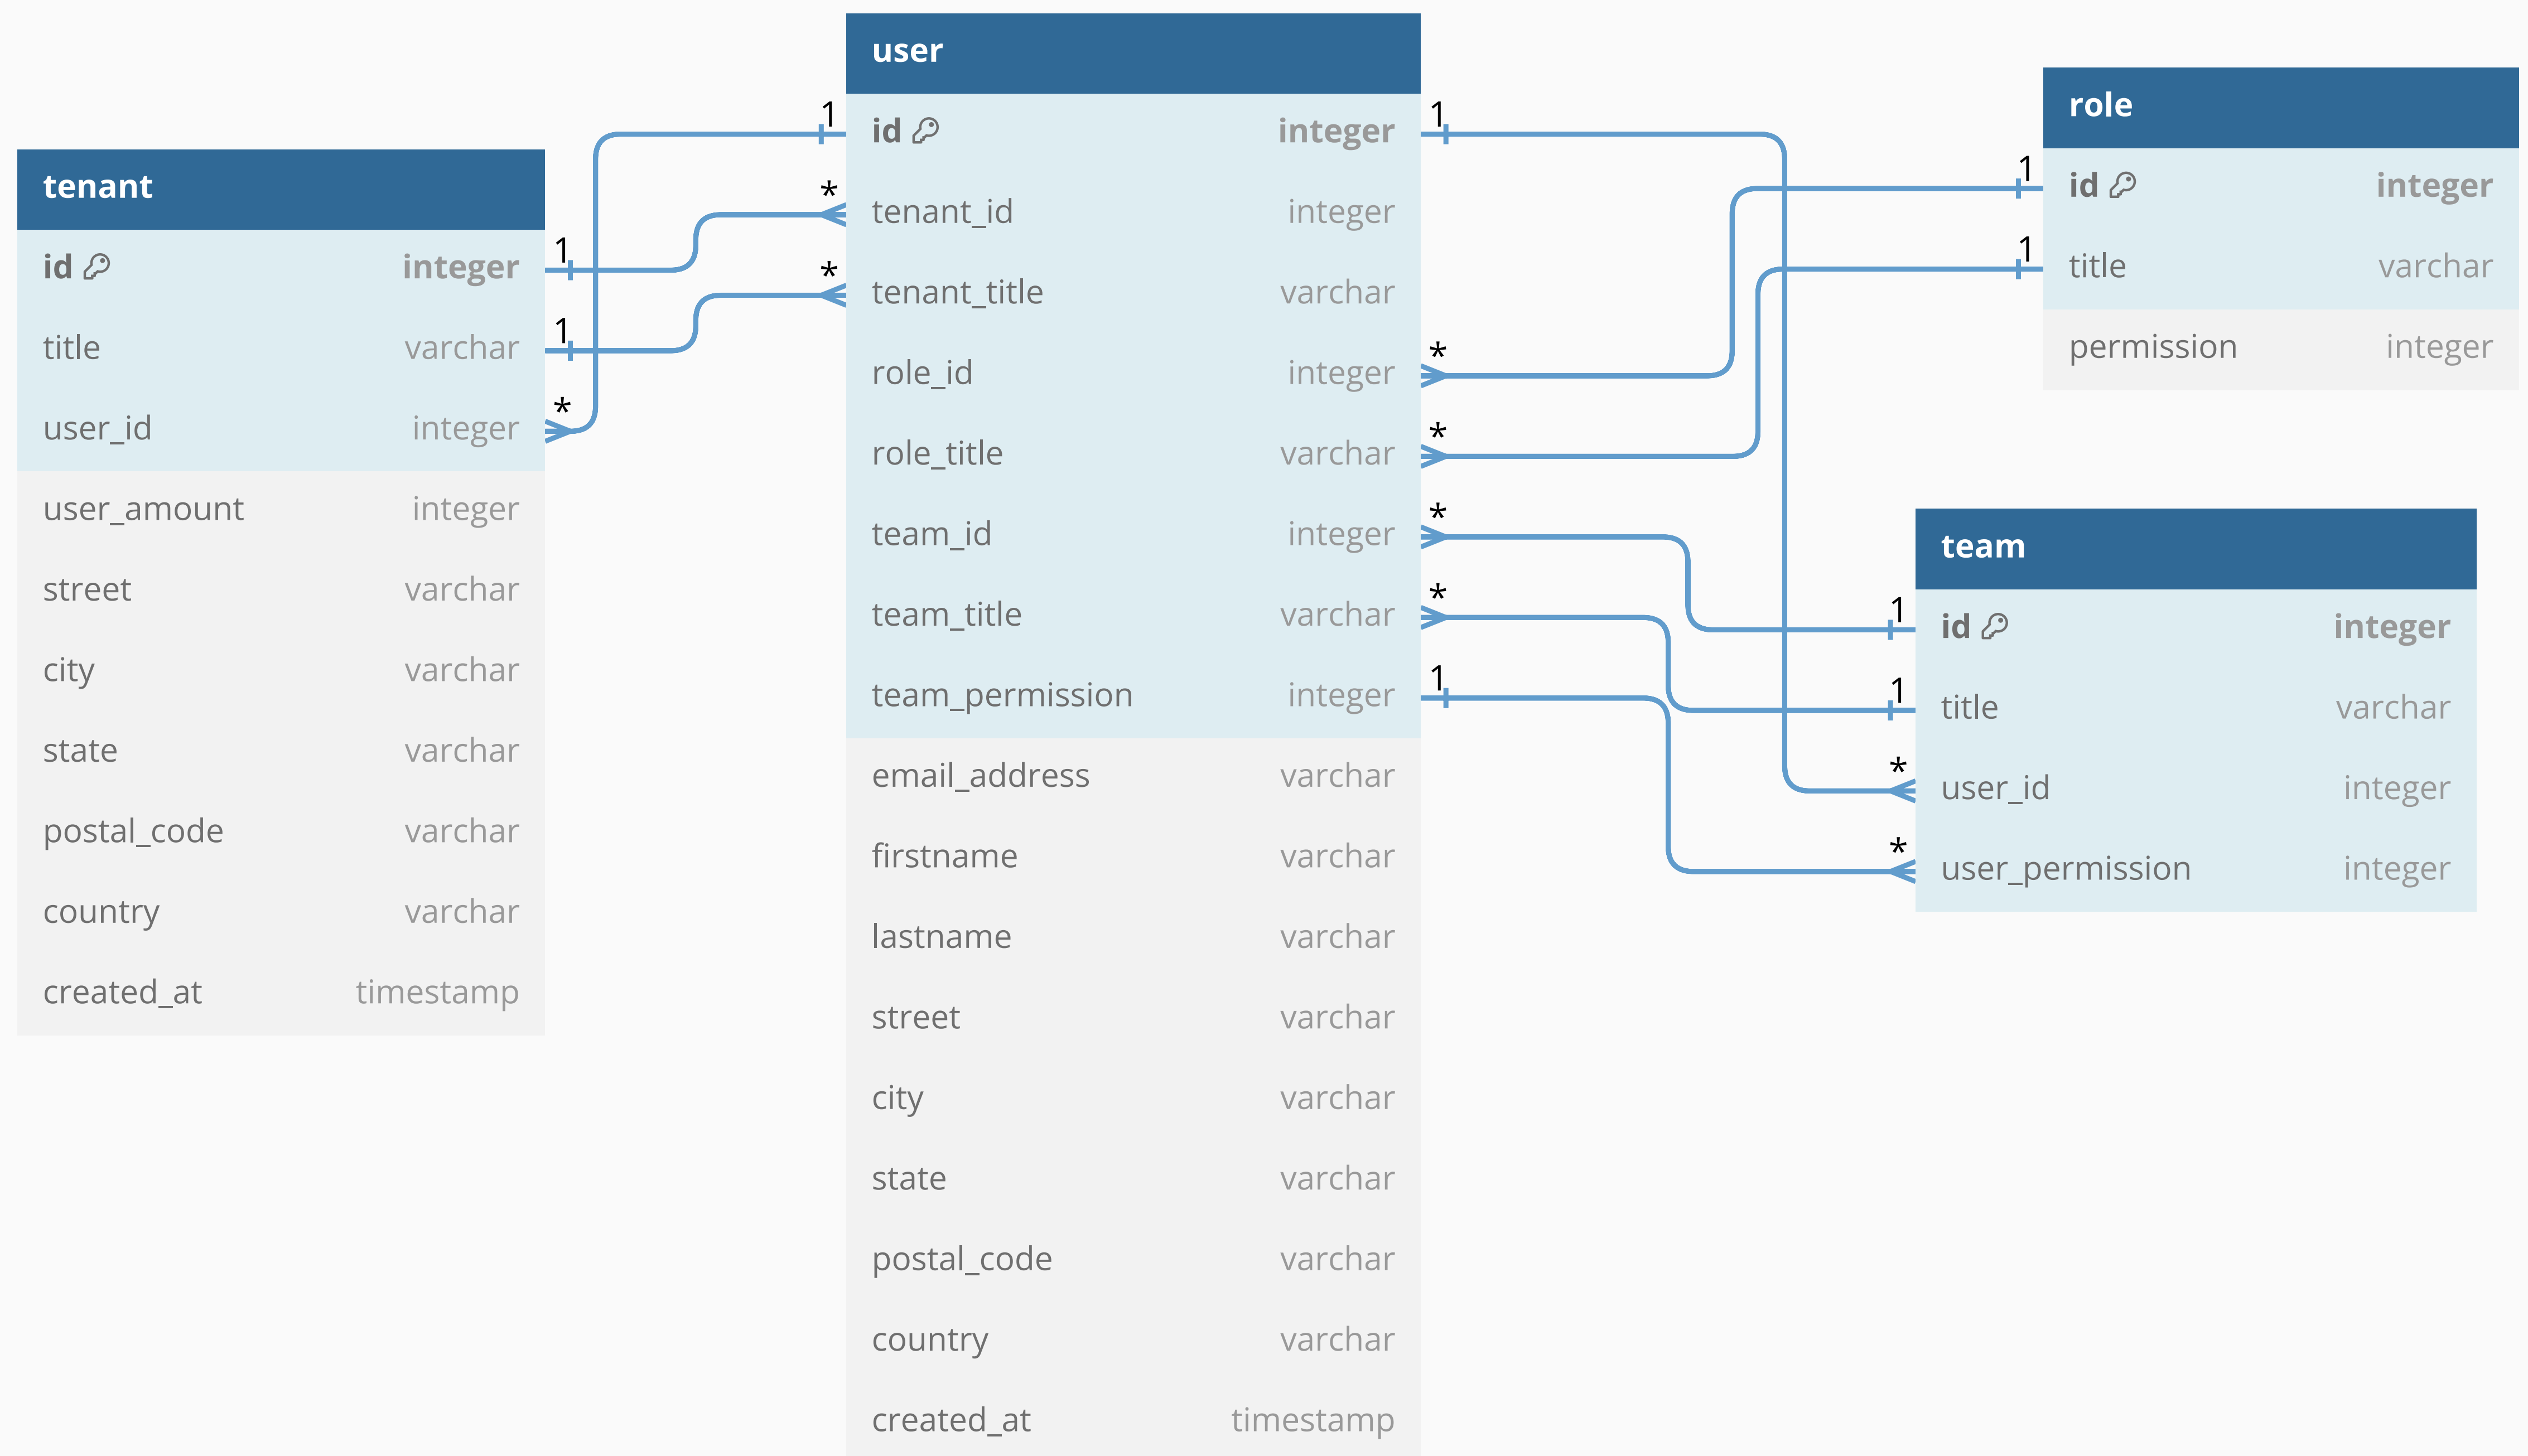 tenant
id integer
title varchar
user_id integer
user_amount integer
street varchar
city varchar
state varchar
postal_code varchar
country varchar
created_at timestamp
1
1
*
user
id integer
tenant_id integer
tenant_title varchar
role_id integer
role_title varchar
team_id integer
team_title varchar
team_permission integer
email_address varchar
firstname varchar
lastname varchar
street varchar
city varchar
state varchar
postal_code varchar
country varchar
created_at timestamp
1
*
*
1
*
*
*
*
1
role
id integer
title varchar
permission integer
1
1
team
id integer
title varchar
user_id integer
user_permission integer
1
1
*
*